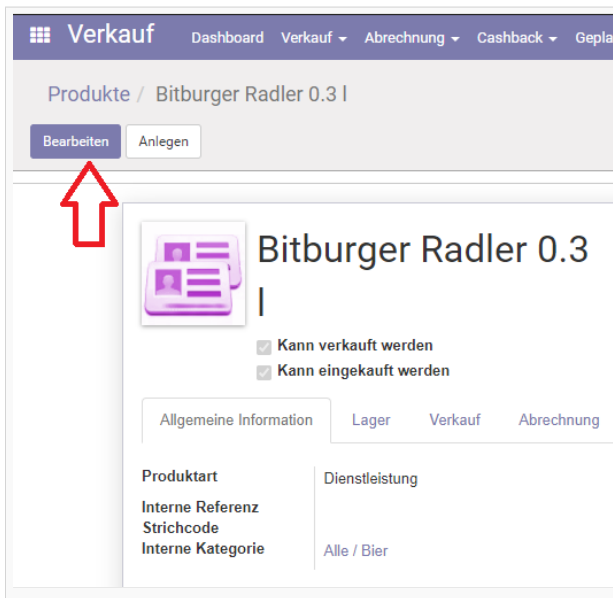 Verkauf Dashboard Verkauf Abrechnung Cashback Gepla
Produkte / Bitburger Radler 0.3 l
Bearbeiten Anlegen
Bitburger Radler 0.3
l
Kann verkauft werden
Kann eingekauft werden
Allgemeine Information Lager Verkauf Abrechnung
Produktart Dienstleistung
Interne Referenz
Strichcode
Interne Kategorie Alle / Bier